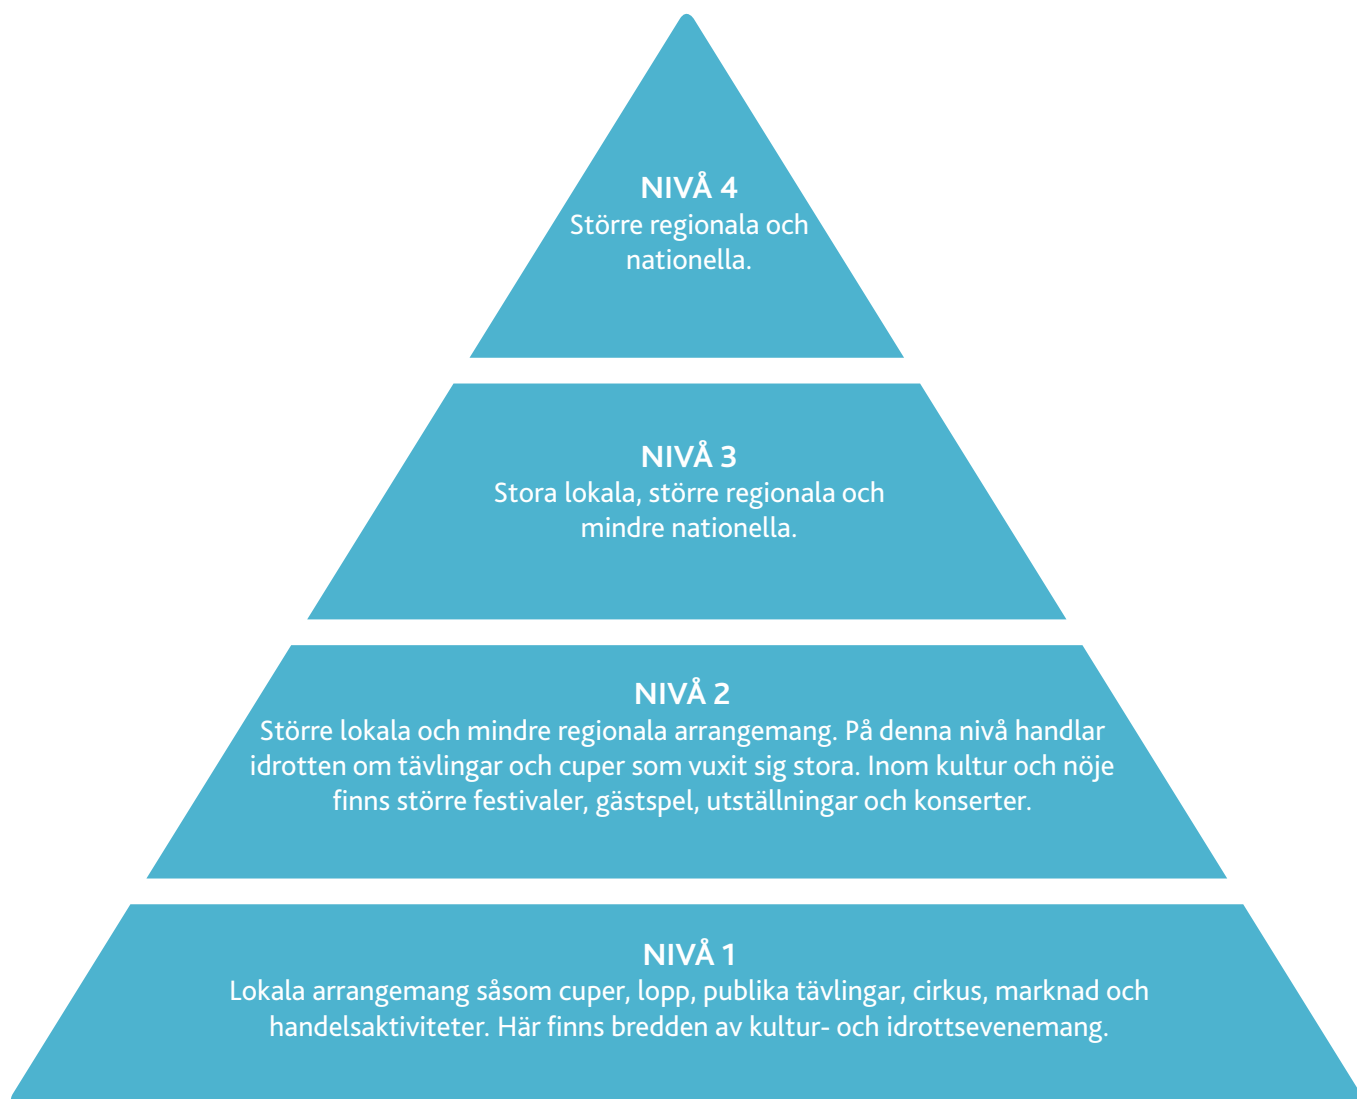 NIVÅ 4
Större regionala och
nationella.
NIVÅ 3
Stora lokala, större regionala och
mindre nationella.
NIVÅ 2
Större lokala och mindre regionala arrangemang. På denna nivå handlar
idrotten om tävlingar och cuper som vuxit sig stora. Inom kultur och nöje
finns större festivaler, gästspel, utställningar och konserter.
NIVÅ 1
Lokala arrangemang såsom cuper, lopp, publika tävlingar, cirkus, marknad och
handelsaktiviteter. Här finns bredden av kultur- och idrottsevenemang.